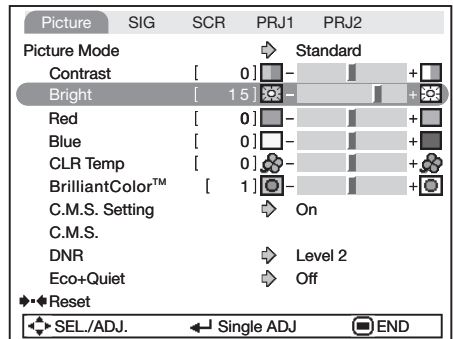 Picture SIG SCR PRJ1 PRJ2
Picture Mode Standard
Contrast [ 0] - +
Bright [ 15] - +
Red [ 0] - +
Blue [ 0] - +
CLR Temp [ 0] - +
BrilliantColor™ [ 1] - +
C.M.S. Setting On
C.M.S.
DNR Level 2
Eco+Quiet Off
Reset
SEL./ADJ. Single ADJ END